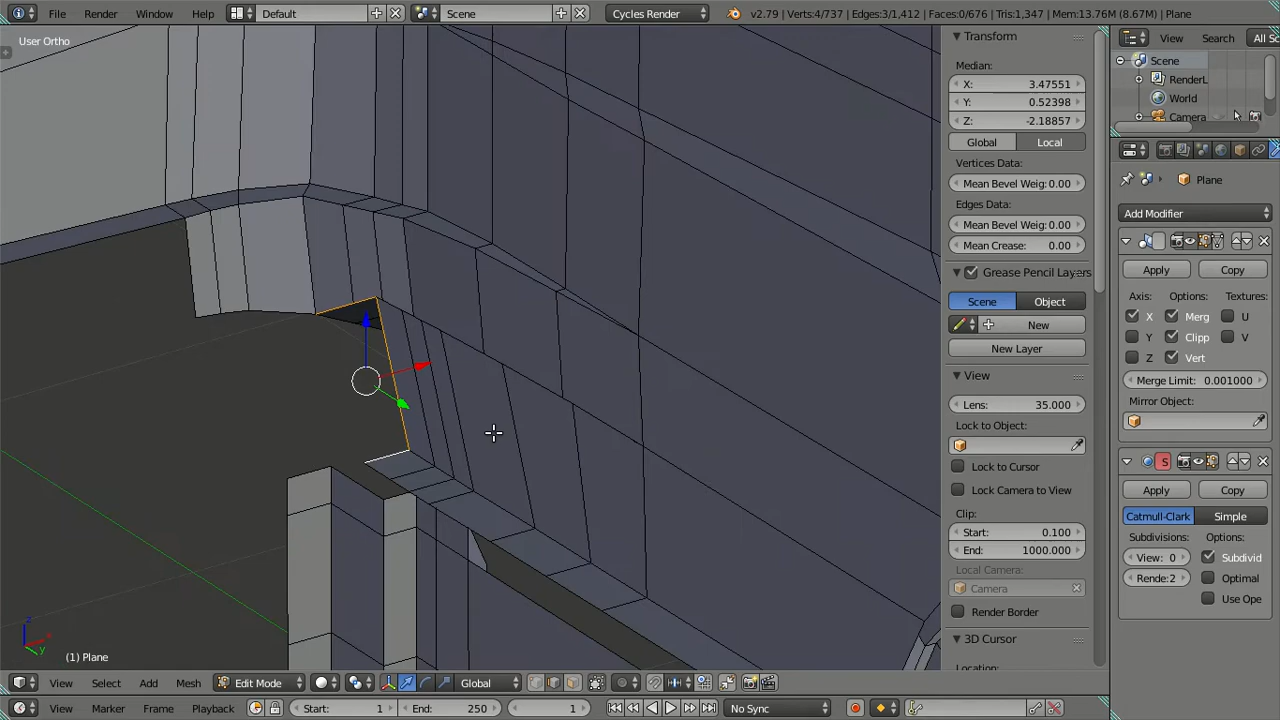 File Render Window Help Default Scene Cycles Render v2.79 | Verts:4/737 | Edges:3/1,412 | Faces:0/676 | Tris:1,347 | Mem:13.76M (8.67M) | Plane
User Ortho
Transform
Median:
X: 3.47551
Y: 0.52398
Z: -2.18857
Global Local
Vertices Data:
Mean Bevel Weig: 0.00
Edges Data:
Mean Bevel Weig: 0.00
Mean Crease: 0.00
Grease Pencil Layers
Scene Object
New
New Layer
View
Lens: 35.000
Lock to Object:
Lock to Cursor
Lock Camera to View
Clip:
Start: 0.100
End: 1000.000
Local Camera:
Camera
Render Border
3D Cursor
Location:
View Search All S
Scene
RenderL
World
Camera
Plane
Add Modifier
Apply Copy
Axis: Options: Textures:
X Merg U
Y Clipp V
Z Vert
Merge Limit: 0.001000
Mirror Object:
S
Apply Copy
Catmull-Clark Simple
Subdivisions: Options:
View: 0 Subdivid
Rende: 2 Optimal
Use Ope
z x y
(1) Plane
View Select Add Mesh Edit Mode Global
View Marker Frame Playback Start: 1 End: 250 1 No Sync